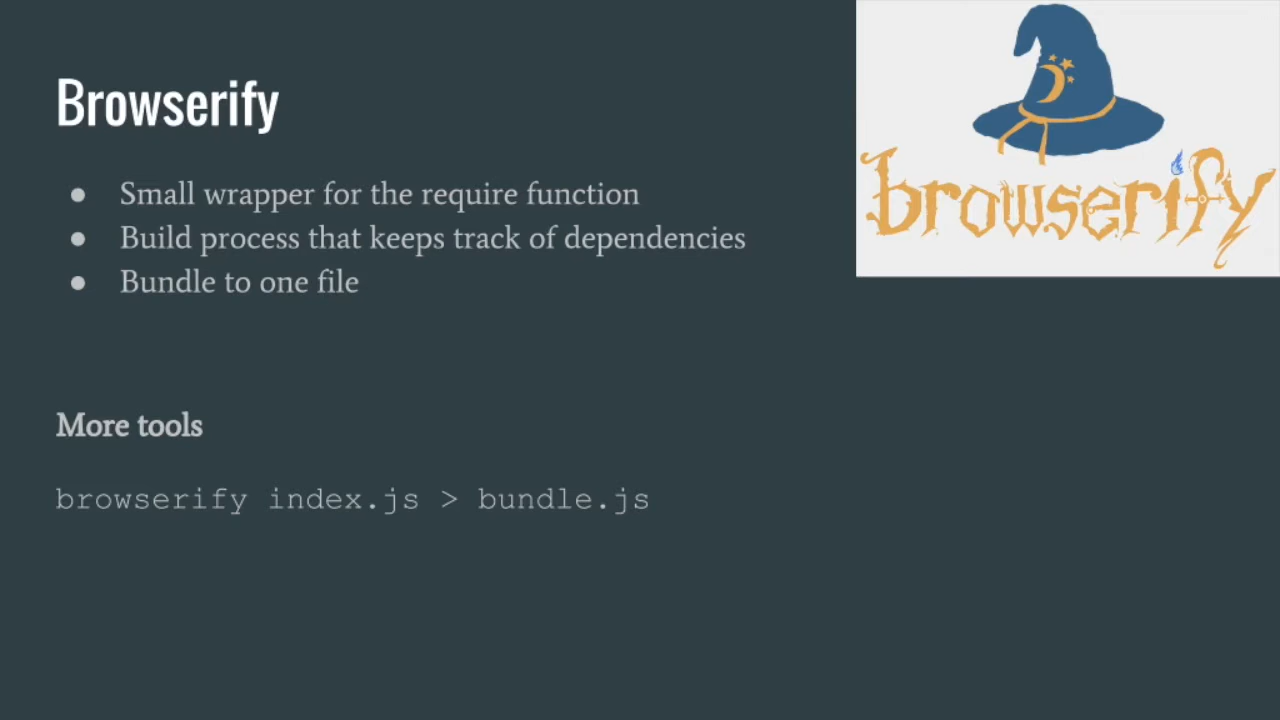 Browserify
browserify
● Small wrapper for the require function
● Build process that keeps track of dependencies
● Bundle to one file
More tools
browserify index.js > bundle.js